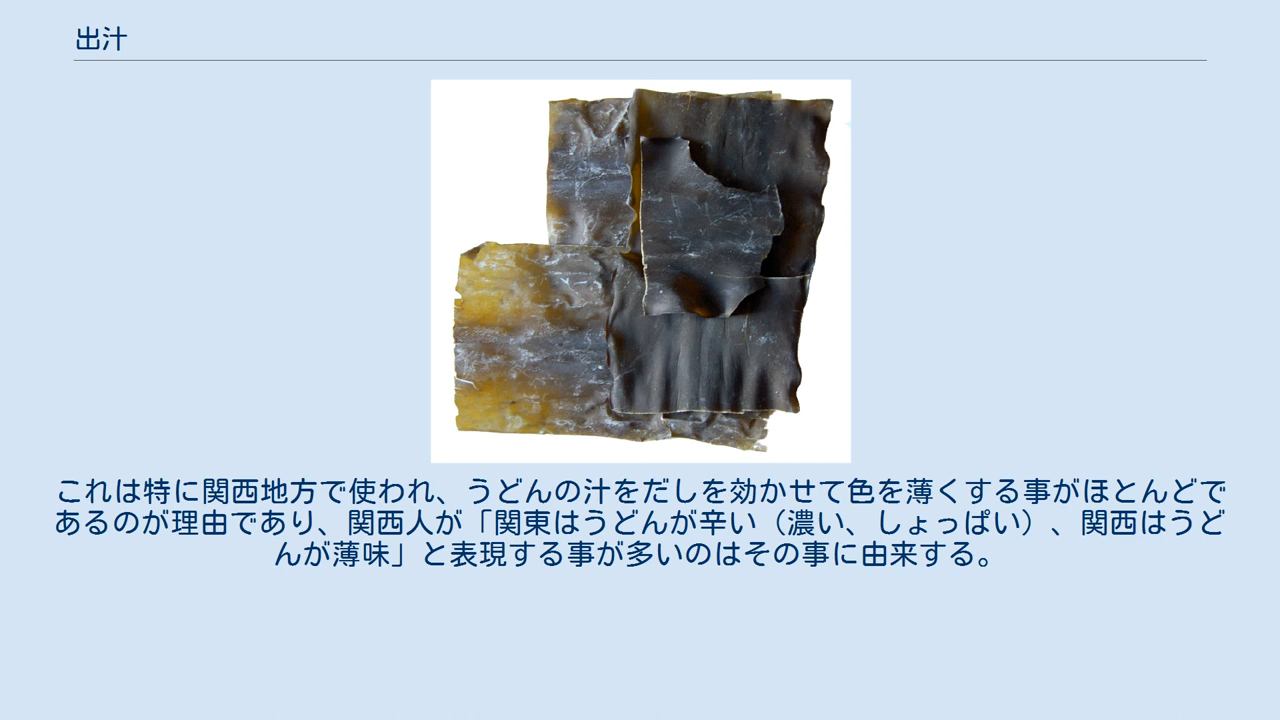 出汁
これは特に関西地方で使われ、うどんの汁をだしを効かせて色を薄くする事がほとんどで
あるのが理由であり、関西人が「関東はうどんが辛い（濃い、しょっぱい）、関西はうど
んが薄味」と表現する事が多いのはその事に由来する。